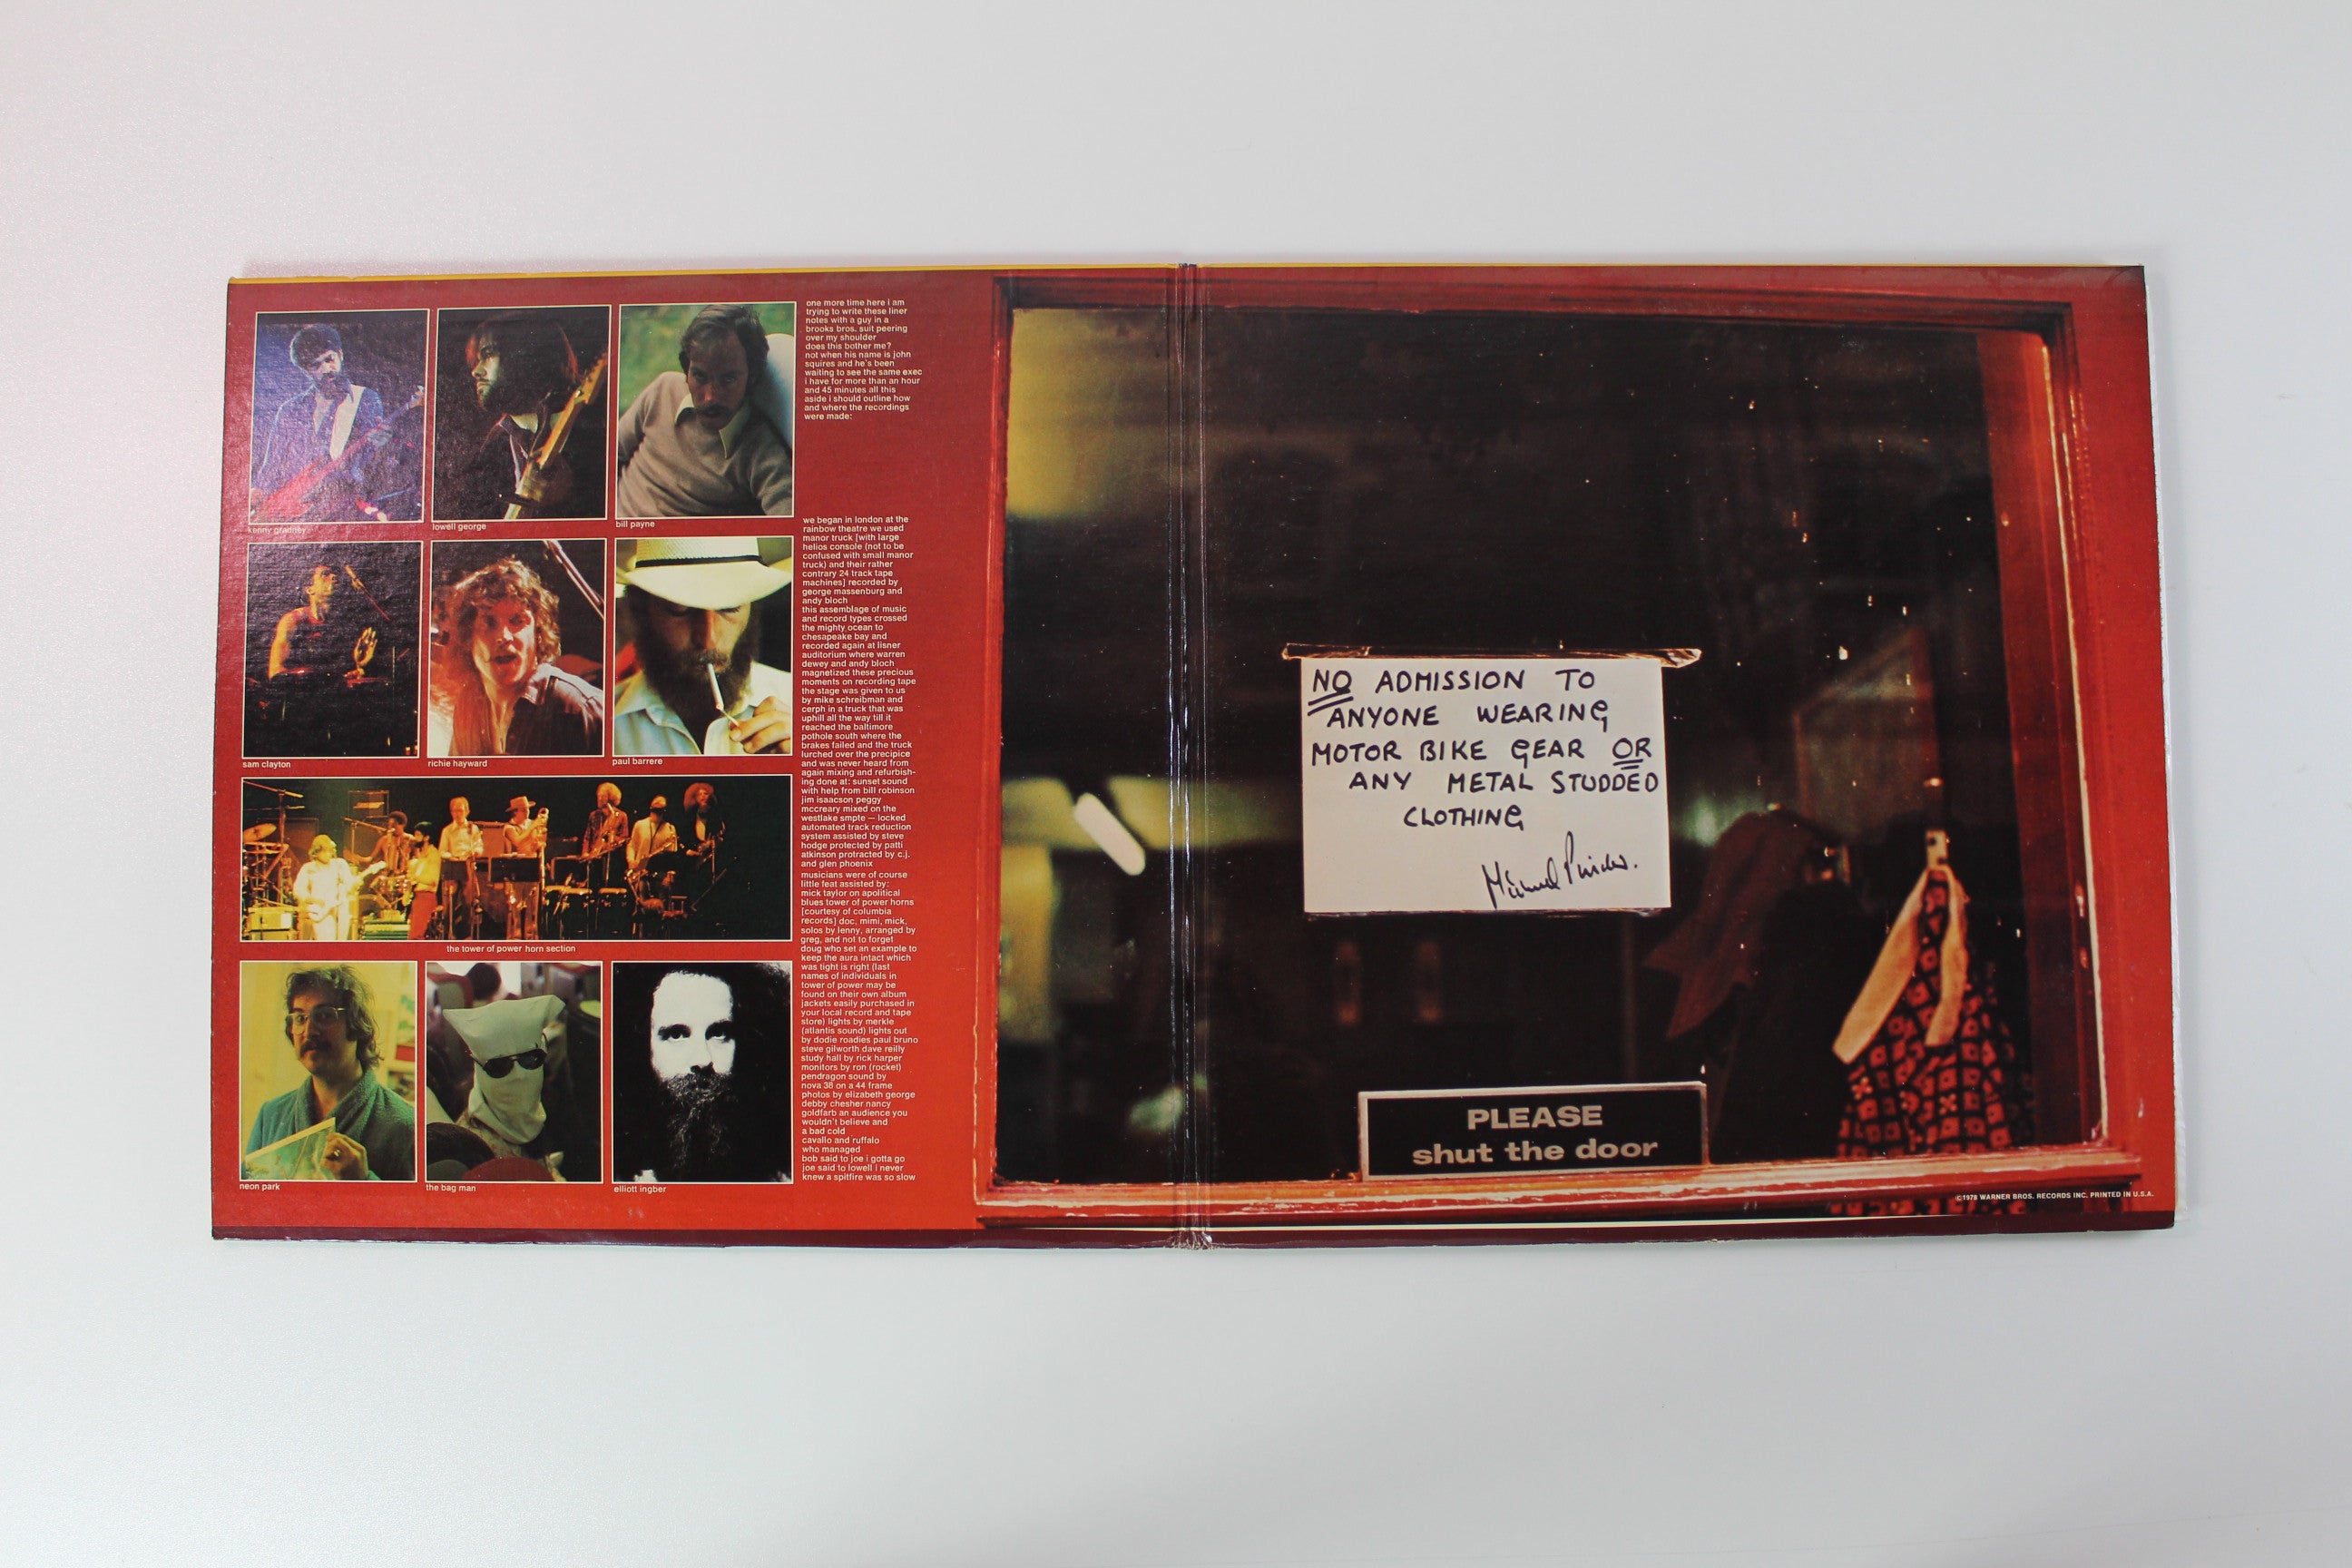 kenny gradney
lowell george
bill payne
sam clayton
richie hayward
paul barrere
the tower of power horn section
neon park
the bag man
elliott ingber
one more time here i am
trying to write these liner
notes with a guy in a
brooks bros. suit peering
over my shoulder
does this bother me?
not when his name is john
squires and he's been
waiting to see the same exec
i have for more than an hour
and 45 minutes all this
aside i should outline how
and where the recordings
were made:
we began in london at the
rainbow theatre we used
manor truck [with large
helios console (not to be
confused with small manor
truck) and their rather
contrary 24 track tape
machines] recorded by
george massenburg and
andy bloch
this assemblage of music
and record types crossed
the mighty ocean to
chesapeake bay and
recorded again at lisner
auditorium where warren
dewey and andy bloch
magnetized these precious
moments on recording tape
the stage was given to us
by mike schreibman and
cerph in a truck that was
uphill all the way till it
reached the baltimore
pothole south where the
brakes failed and the truck
lurched over the precipice
and was never heard from
again mixing and refurbish-
ing done at: sunset sound
with help from bill robinson
jim isaacson peggy
mccreary mixed on the
westlake smpte — locked
automated track reduction
system assisted by steve
hodge protected by patti
atkinson protracted by c.j.
and glen phoenix
musicians were of course
little feat assisted by:
mick taylor on apolitical
blues tower of power horns
[courtesy of columbia
records] doc, mimi, mick,
solos by lenny, arranged by
greg, and not to forget
doug who set an example to
keep the aura intact which
was tight is right (last
names of individuals in
tower of power may be
found on their own album
jackets easily purchased in
your local record and tape
store) lights by merkle
(atlantis sound) lights out
by dodie roadies paul bruno
steve gilworth dave reilly
study hall by rick harper
monitors by ron (rocket)
pendragon sound by
nova 38 on a 44 frame
photos by elizabeth george
debby chesher nancy
goldfarb an audience you
wouldn't believe and
a bad cold
cavallo and ruffalo
who managed
bob said to joe i gotta go
joe said to lowell i never
knew a spitfire was so slow
NO ADMISSION TO
ANYONE WEARING
MOTOR BIKE GEAR OR
ANY METAL STUDDED
CLOTHING
PLEASE
shut the door
©1978 WARNER BROS. RECORDS INC. PRINTED IN U.S.A.